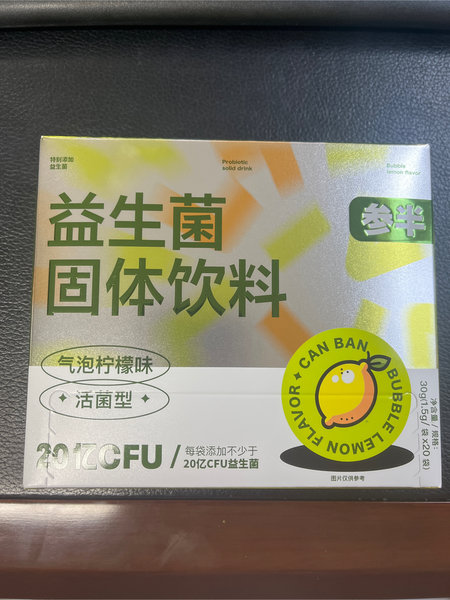 特别添加
益生菌
Probiotic
solid drink
Bubble
lemon flavor
益生菌
固体饮料
参半
气泡柠檬味
活菌型
CAN BAN
BUBBLE LEMON FLAVOR
净含量/规格:
30g(1.5g/袋x20袋)
20亿CFU/
每袋添加不少于
20亿CFU益生菌
图片仅供参考